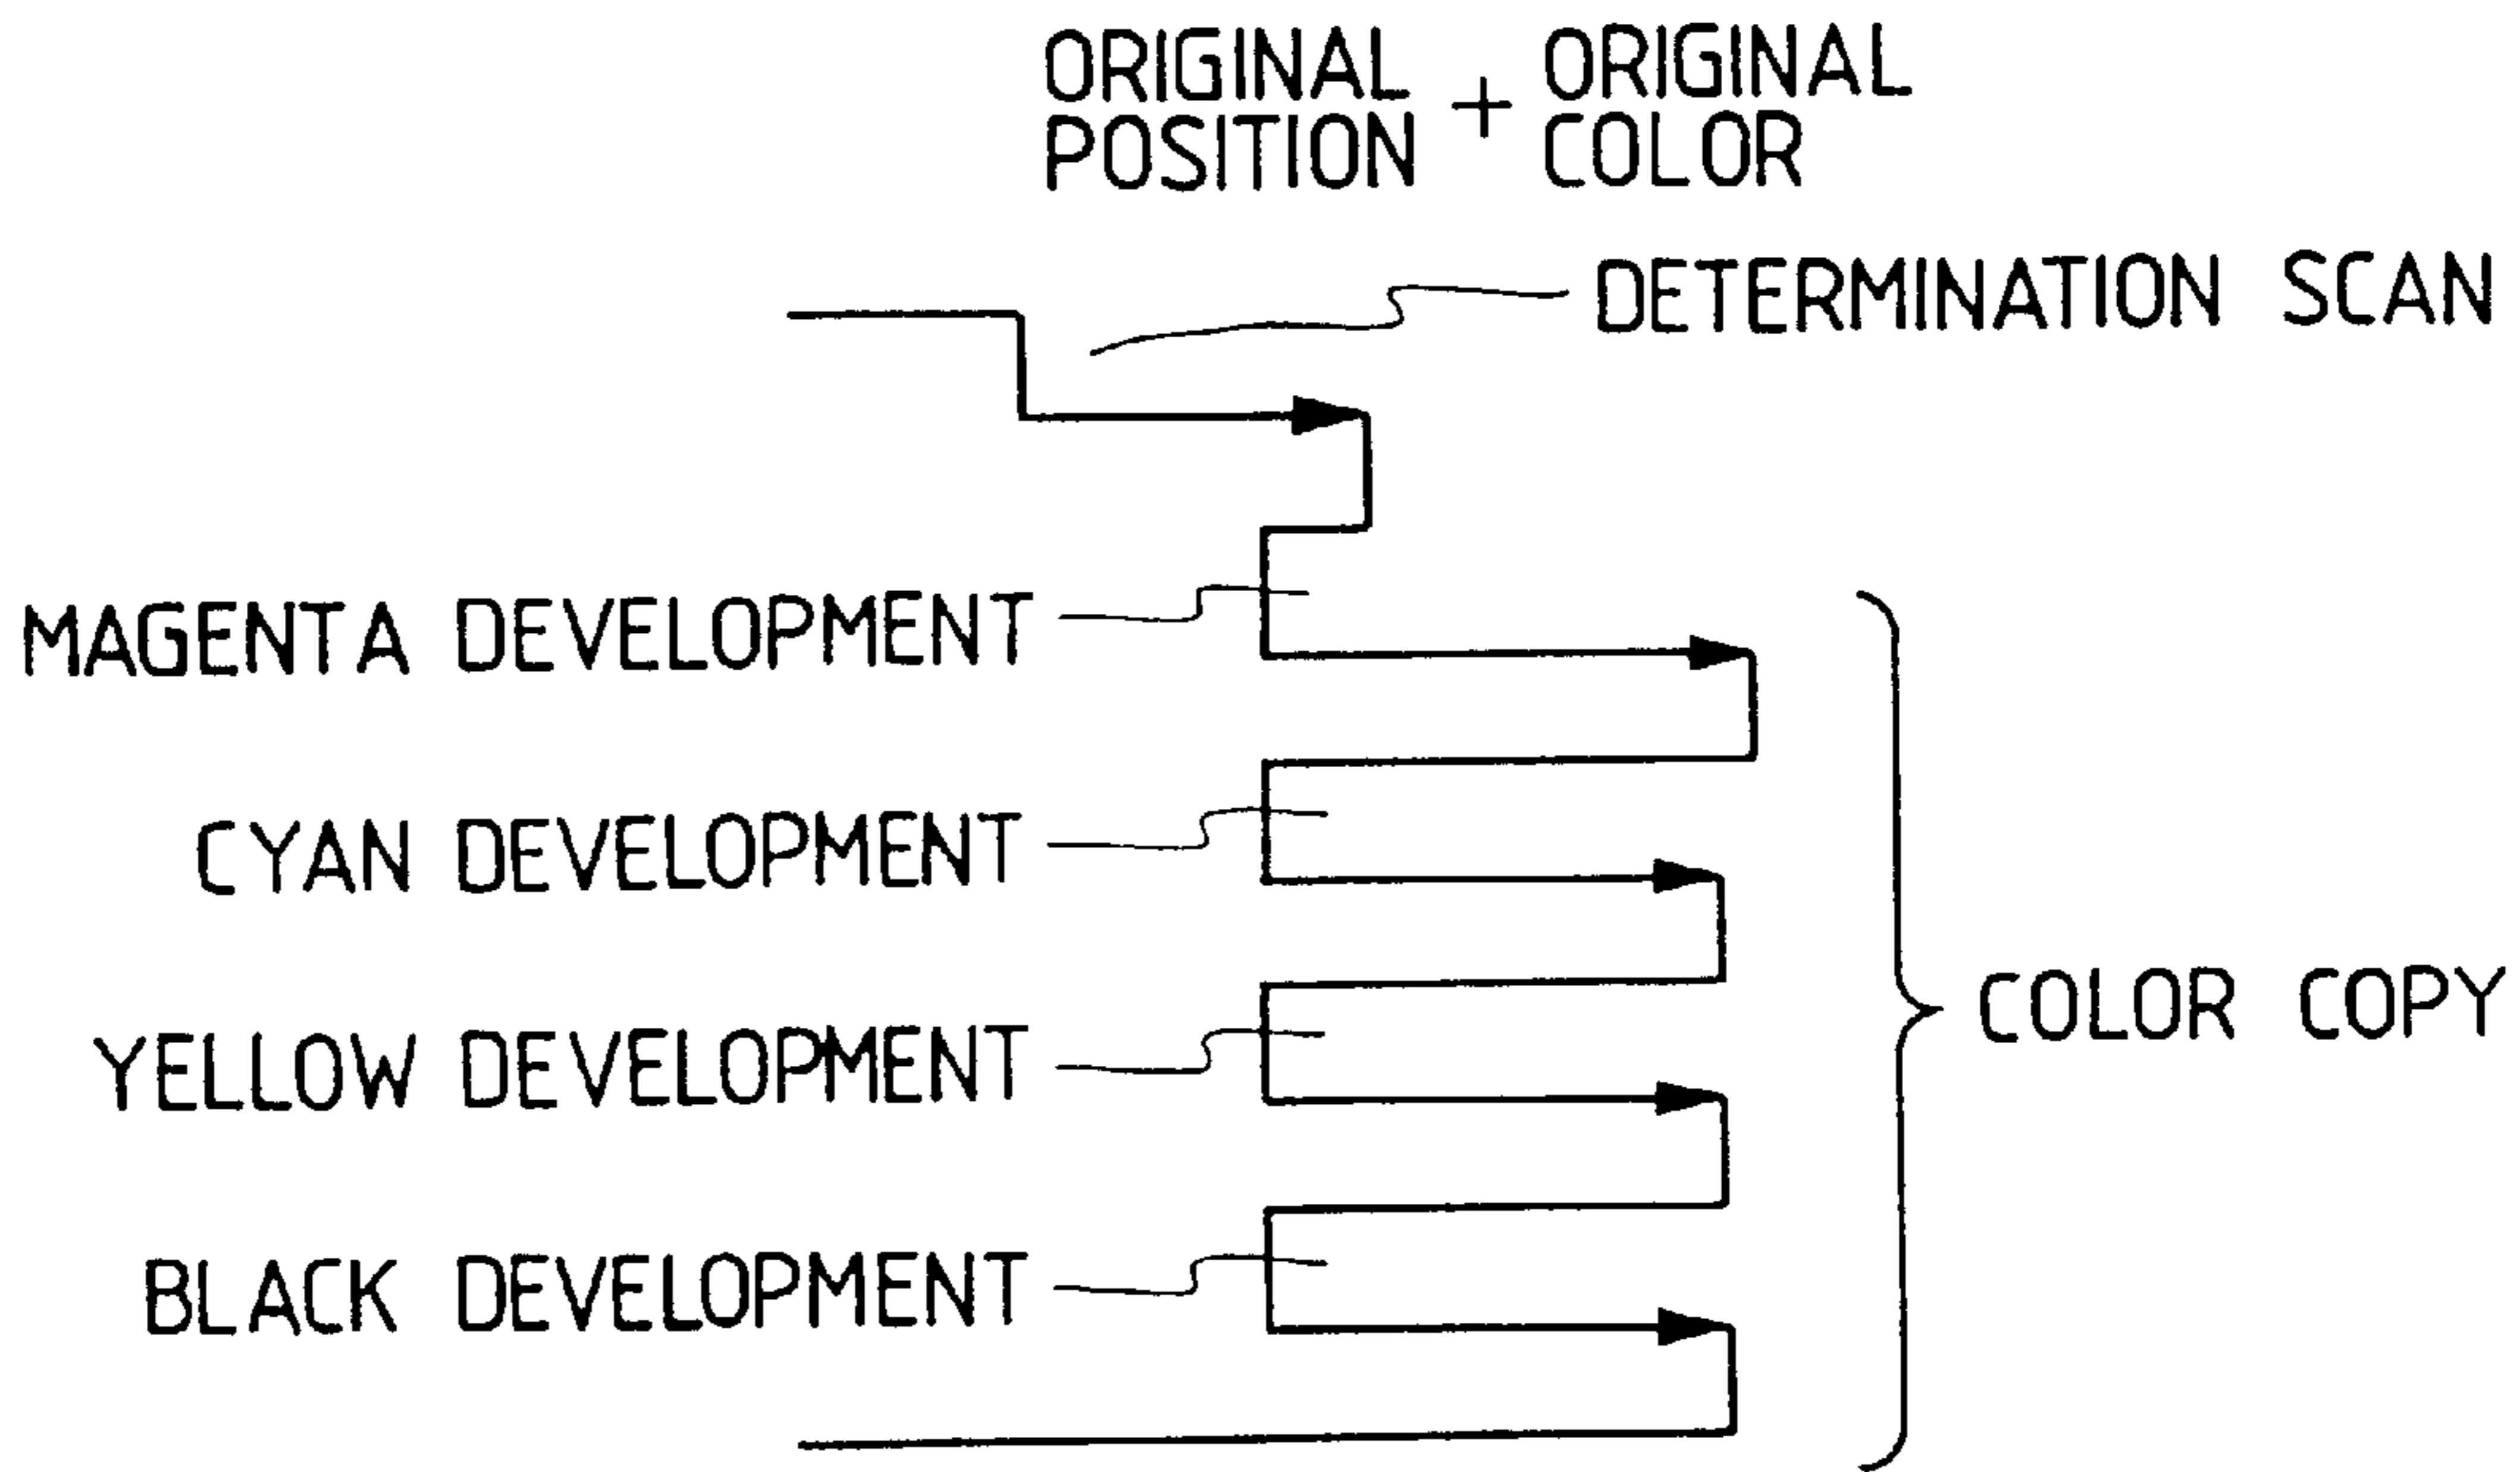 ORIGINAL POSITION + ORIGINAL COLOR
DETERMINATION SCAN
MAGENTA DEVELOPMENT
CYAN DEVELOPMENT
YELLOW DEVELOPMENT
BLACK DEVELOPMENT
COLOR COPY